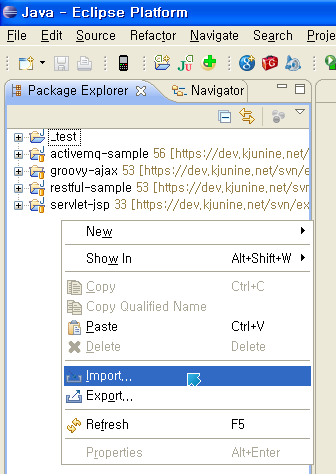 Java - Eclipse Platform
File Edit Source Refactor Navigate Search Proje
Package Explorer Navigator
_test
activemq-sample 56 [https://dev.kjunine.net/
groovy-ajax 53 [https://dev.kjunine.net/svn/
restful-sample 53 [https://dev.kjunine.net/
servlet-jsp 33 [https://dev.kjunine.net/svn/ex
New
Show In Alt+Shift+W
Copy Ctrl+C
Copy Qualified Name
Paste Ctrl+V
Delete Delete
Import...
Export...
Refresh F5
Properties Alt+Enter